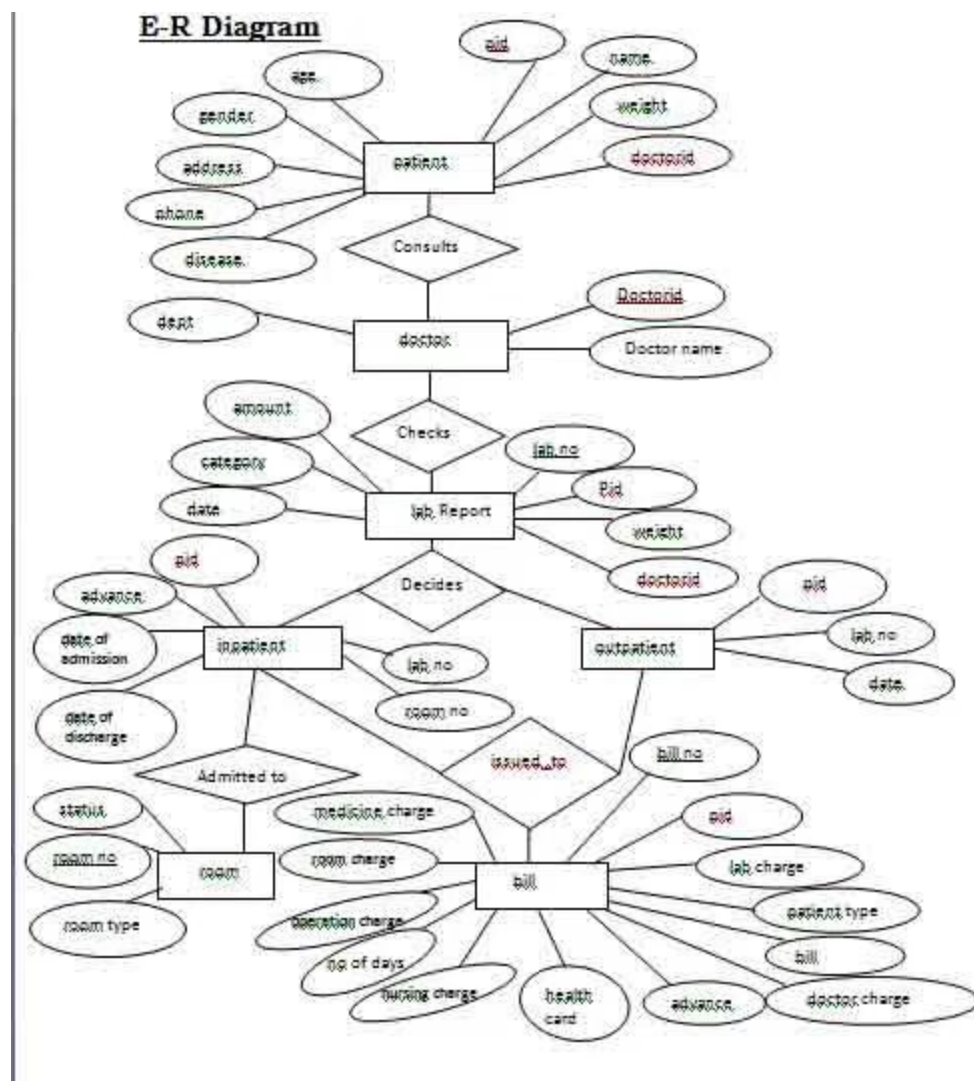 E-R Diagram
pid
name
age
weight
gender
doctorid
patient
address
phone
disease
Consults
Doctorid
dept
doctor
Doctor name
amount
Checks
lab no
category
Pid
date
lab Report
weight
pid
doctorid
Decides
pid
advance
date of
admission
inpatient
outpatient
lab no
lab no
date
room no
date of
discharge
bill no
issued_to
Admitted to
status
medicine charge
pid
room no
room charge
lab charge
room
bill
patient type
room type
operation charge
no of days
bill
nursing charge
health
card
advance
doctor charge